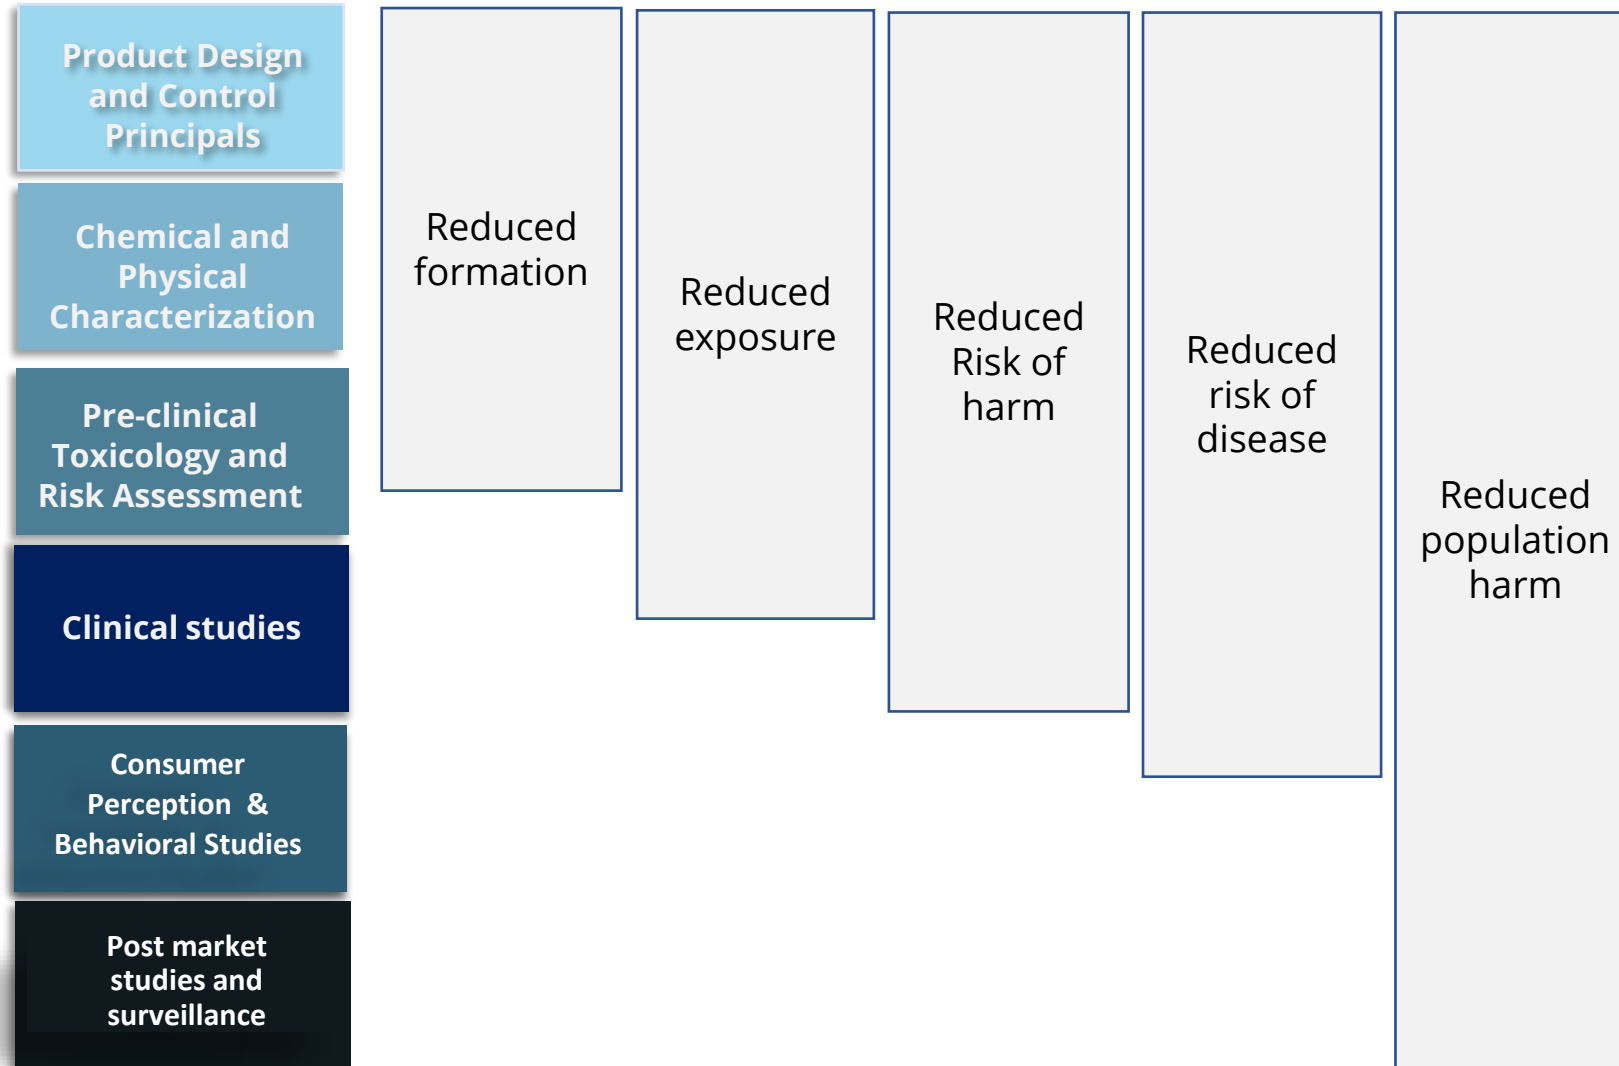 Product Design
and Control
Principals
Chemical and
Physical
Characterization
Pre-clinical
Toxicology and
Risk Assessment
Clinical studies
Consumer
Perception & 
Behavioral Studies
Post market
studies and
surveillance
Reduced
formation
Reduced
exposure
Reduced
Risk of
harm
Reduced
risk of
disease
Reduced
population
harm